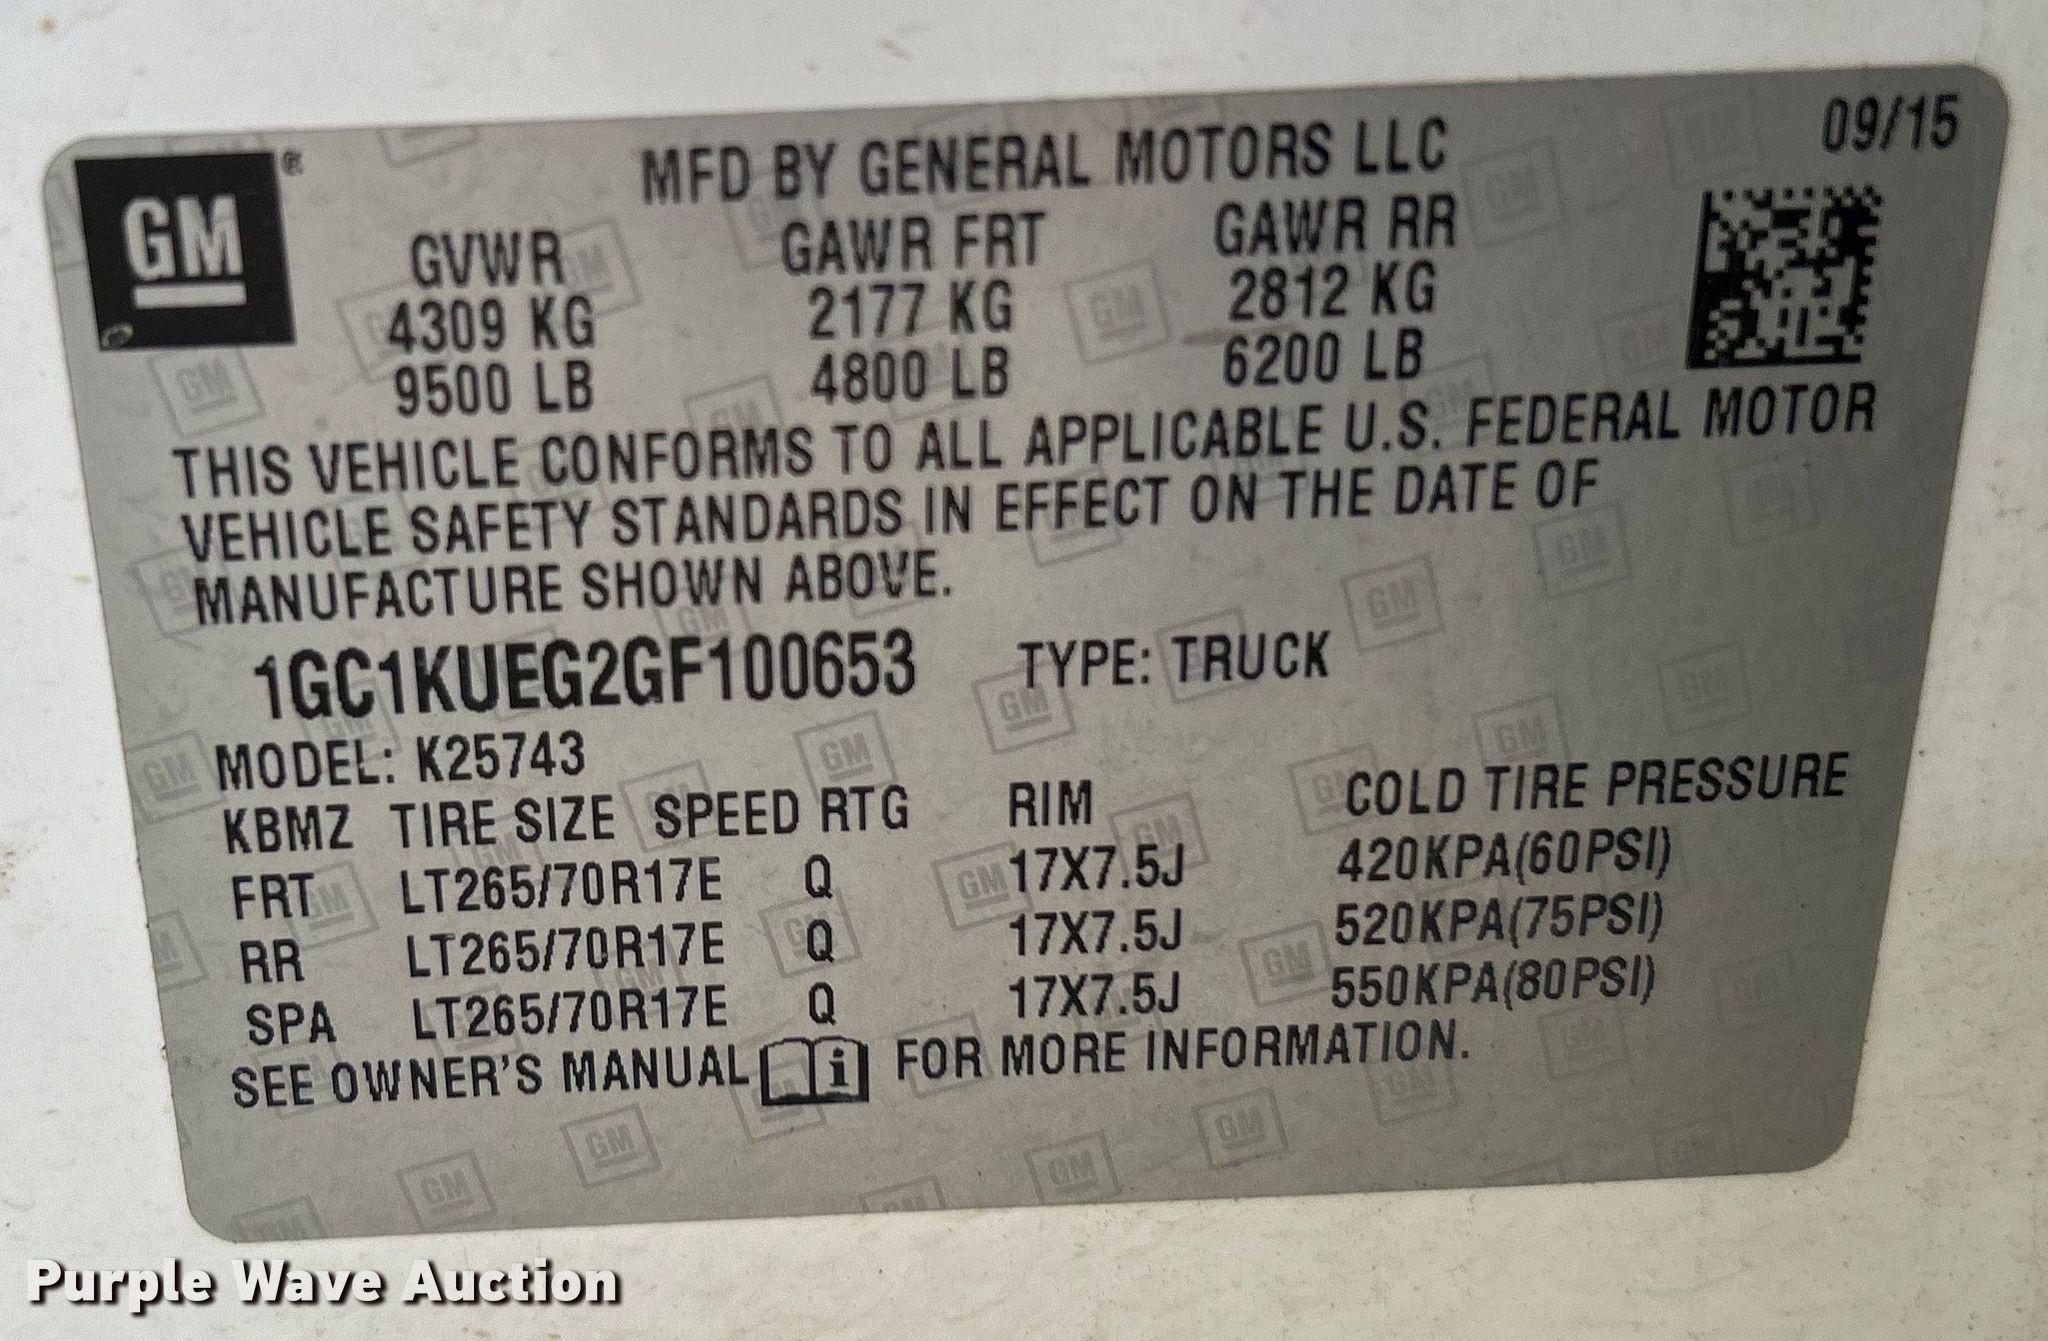 GM ®
MFD BY GENERAL MOTORS LLC 09/15
GVWR GAWR FRT GAWR RR
4309 KG 2177 KG 2812 KG
9500 LB 4800 LB 6200 LB
THIS VEHICLE CONFORMS TO ALL APPLICABLE U.S. FEDERAL MOTOR
VEHICLE SAFETY STANDARDS IN EFFECT ON THE DATE OF
MANUFACTURE SHOWN ABOVE.
1GC1KUEG2GF100653 TYPE: TRUCK
MODEL: K25743
KBMZ TIRE SIZE SPEED RTG RIM COLD TIRE PRESSURE
FRT LT265/70R17E Q 17X7.5J 420KPA(60PSI)
RR LT265/70R17E Q 17X7.5J 520KPA(75PSI)
SPA LT265/70R17E Q 17X7.5J 550KPA(80PSI)
SEE OWNER'S MANUAL i FOR MORE INFORMATION.
Purple Wave Auction